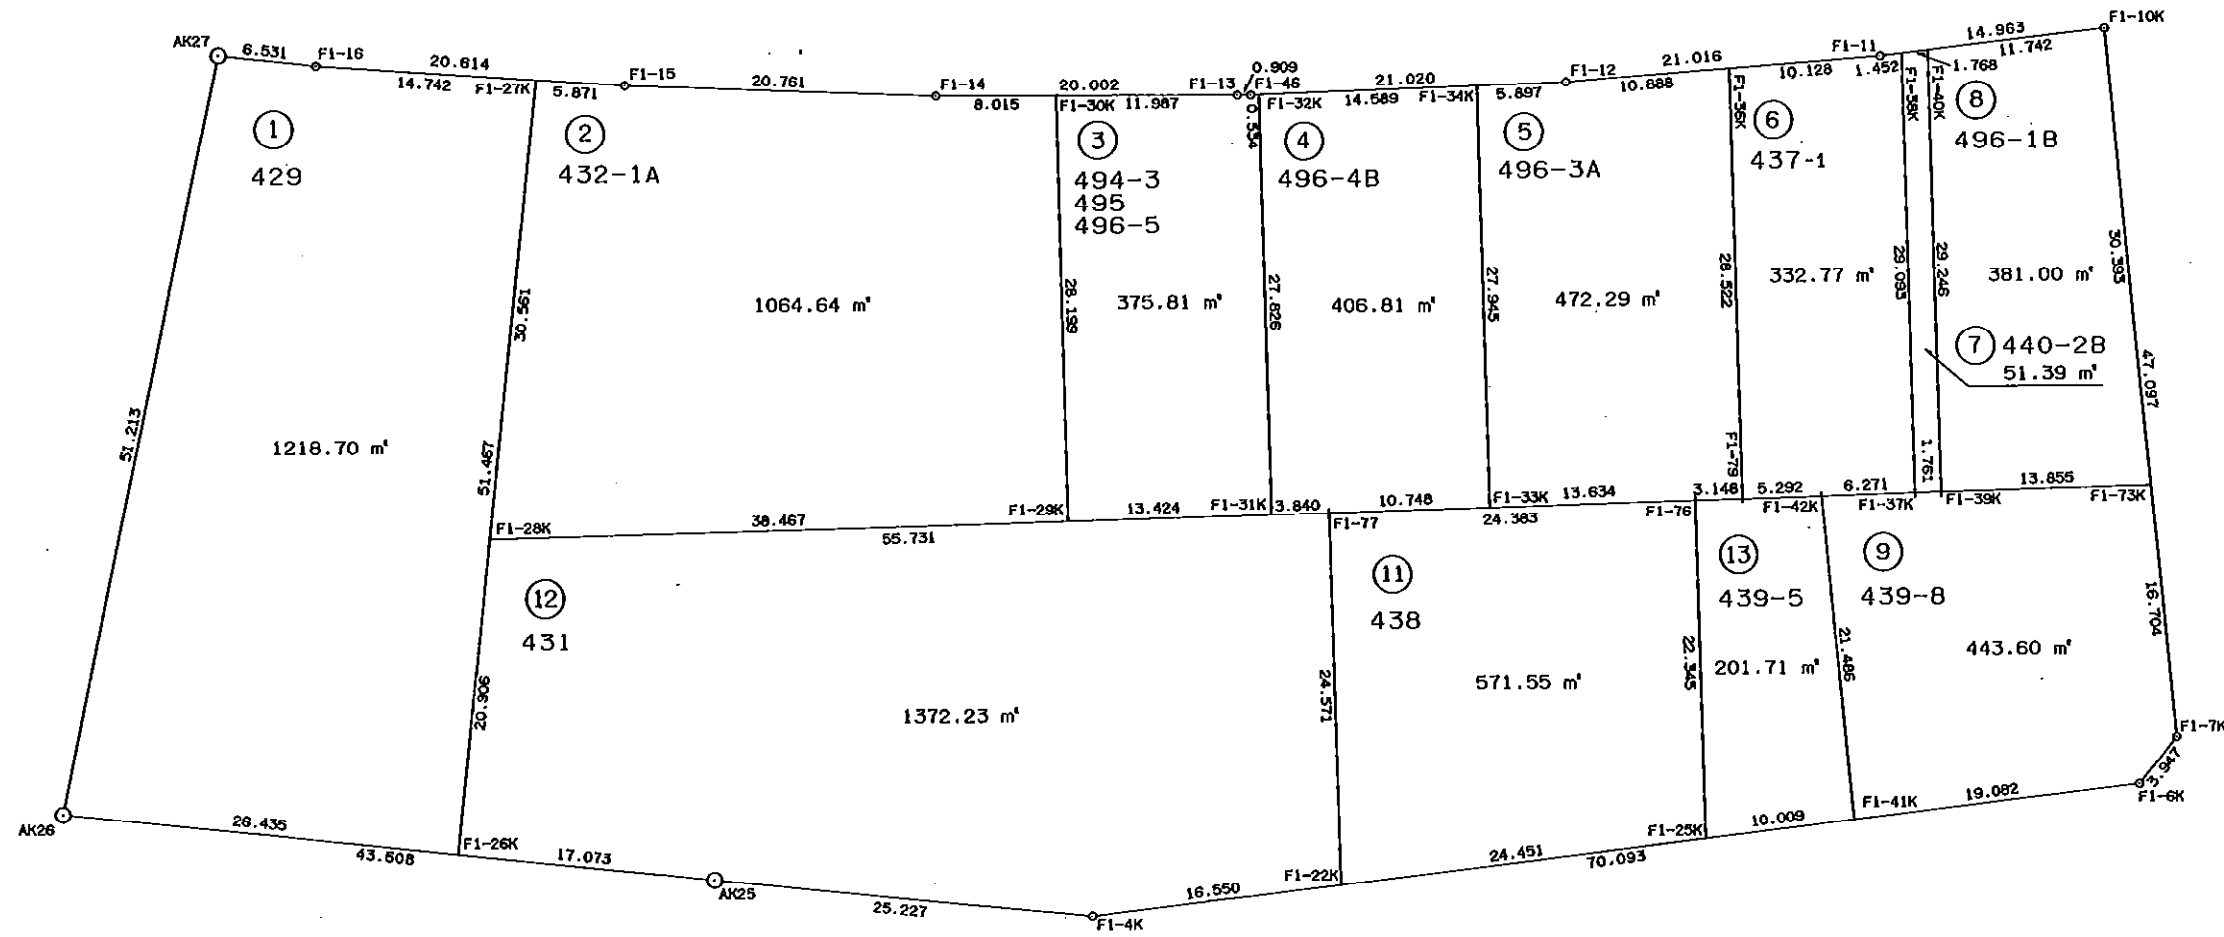 AK27
6.531
F1-16
20.614
14.742
F1-27K
5.871
F1-15
20.761
F1-14
20.002
8.015
F1-30K
11.987
F1-13
0.909
F1-46
0.554
F1-32K
21.020
14.589
F1-34K
5.897
F1-12
21.016
10.888
10.128
F1-11
1.452
1.768
14.963
11.742
F1-10K
F1-36K
F1-38K
F1-40K
1
429
2
432-1A
3
494-3
495
496-5
4
496-4B
5
496-3A
6
437-1
8
496-1B
51.213
30.561
28.199
27.826
27.945
28.522
29.093
29.246
30.393
1218.70 m²
1064.64 m²
375.81 m²
406.81 m²
472.29 m²
332.77 m²
381.00 m²
7
440-2B
51.39 m²
47.097
51.467
F1-79
1.761
F1-28K
38.467
55.731
F1-29K
13.424
F1-31K
3.840
F1-77
10.748
24.383
F1-33K
13.634
F1-76
3.148
5.292
F1-42K
6.271
F1-37K
F1-39K
13.855
F1-73K
12
431
11
438
13
439-5
9
439-8
20.906
24.571
22.345
21.486
16.704
1372.23 m²
571.55 m²
201.71 m²
443.60 m²
F1-7K
3.947
F1-6K
AK26
26.435
43.508
F1-26K
17.073
AK25
25.227
F1-4K
16.550
F1-22K
24.451
70.093
F1-25K
10.009
F1-41K
19.082